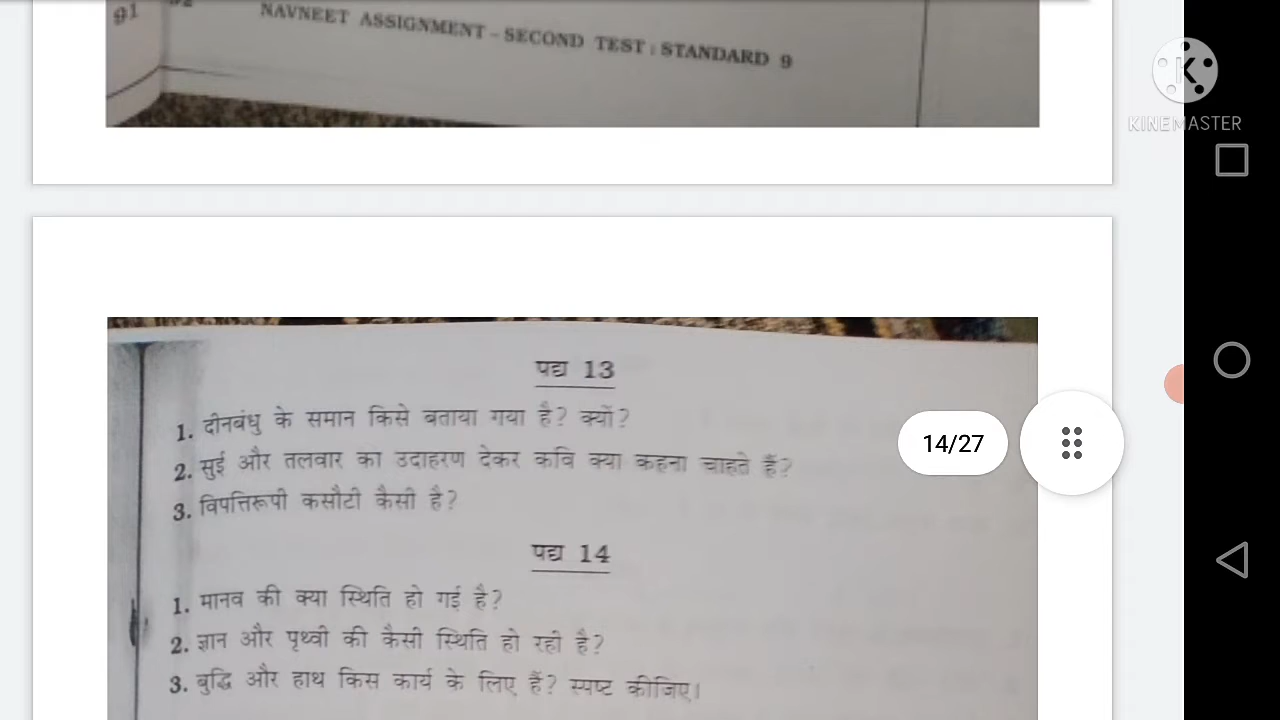 91
NAVNEET ASSIGNMENT – SECOND TEST : STANDARD 9
KINEMASTER
पद्य 13
1. दीनबंधु के समान किसे बताया गया है? क्यों?
2. सुई और तलवार का उदाहरण देकर कवि क्या कहना चाहते हैं?
14/27
3. विपत्तिरूपी कसौटी कैसी है?
पद्य 14
1. मानव की क्या स्थिति हो गई है?
2. ज्ञान और पृथ्वी की कैसी स्थिति हो रही है?
3. बुद्धि और हाथ किस कार्य के लिए हैं? स्पष्ट कीजिए।